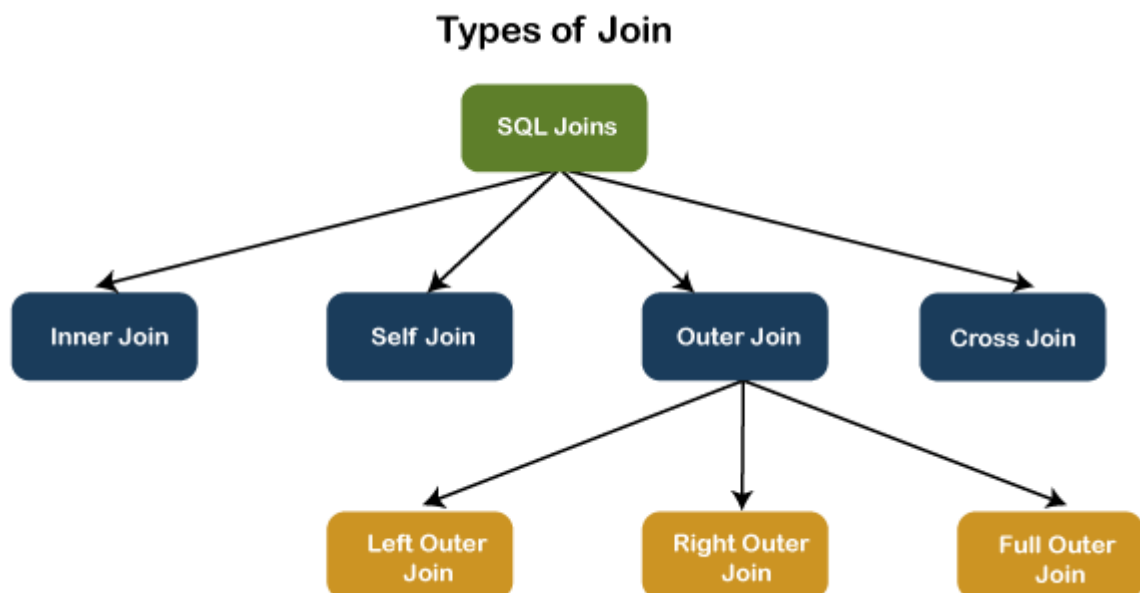 Types of Join
SQL Joins
Inner Join
Self Join
Outer Join
Cross Join
Left Outer
Join
Right Outer
Join
Full Outer
Join